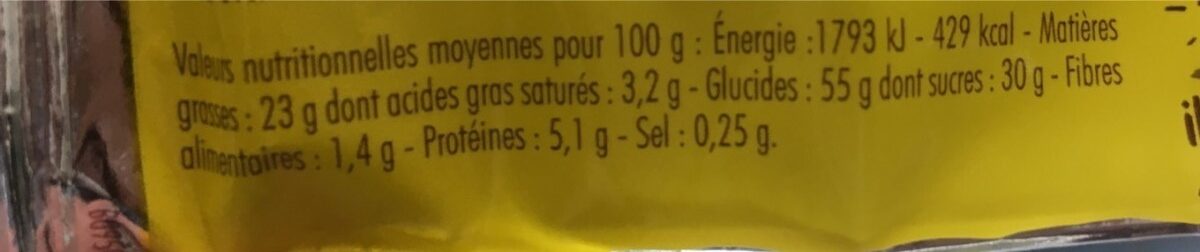 Valeurs nutritionnelles moyennes pour 100 g : Énergie :1793 kJ - 429 kcal - Matières
grasses : 23 g dont acides gras saturés : 3,2 g - Glucides : 55 g dont sucres : 30 g - Fibres
alimentaires : 1,4 g - Protéines : 5,1 g - Sel : 0,25 g.